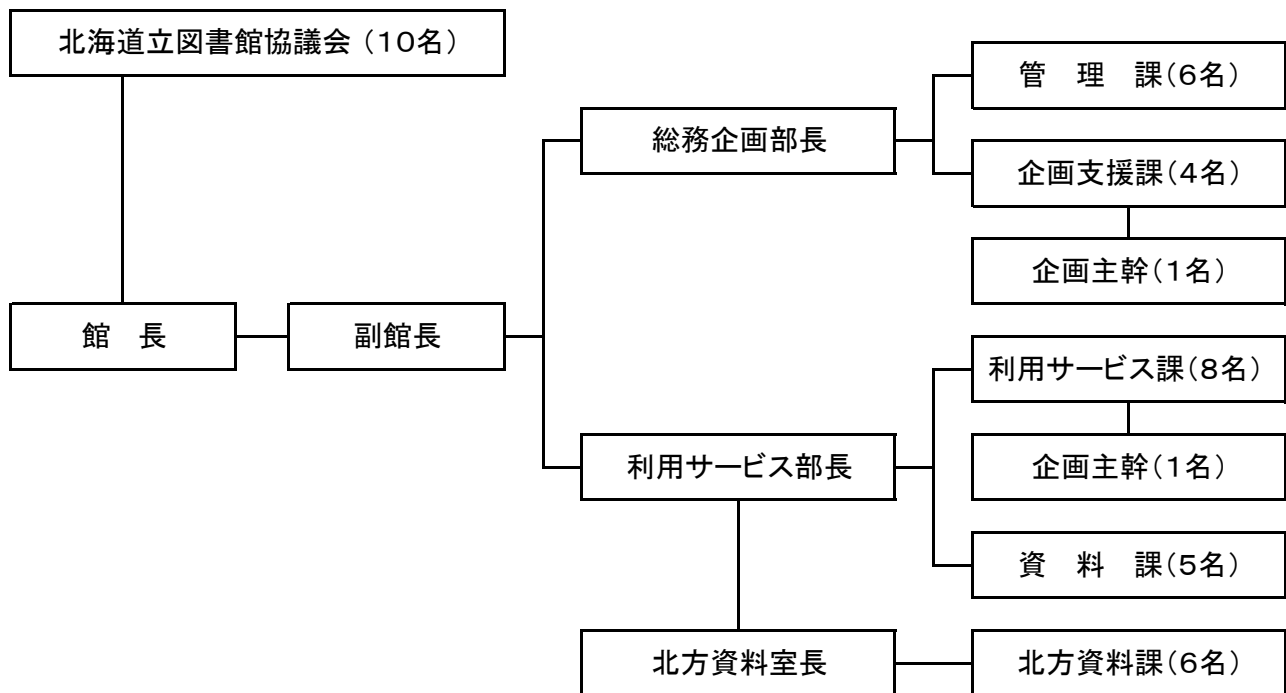 北海道立図書館協議会（10名）
管　理　課（6名）
総務企画部長
企画支援課（4名）
企画主幹（1名）
館　長
副館長
利用サービス課（8名）
利用サービス部長
企画主幹（1名）
資　料　課（5名）
北方資料室長
北方資料課（6名）